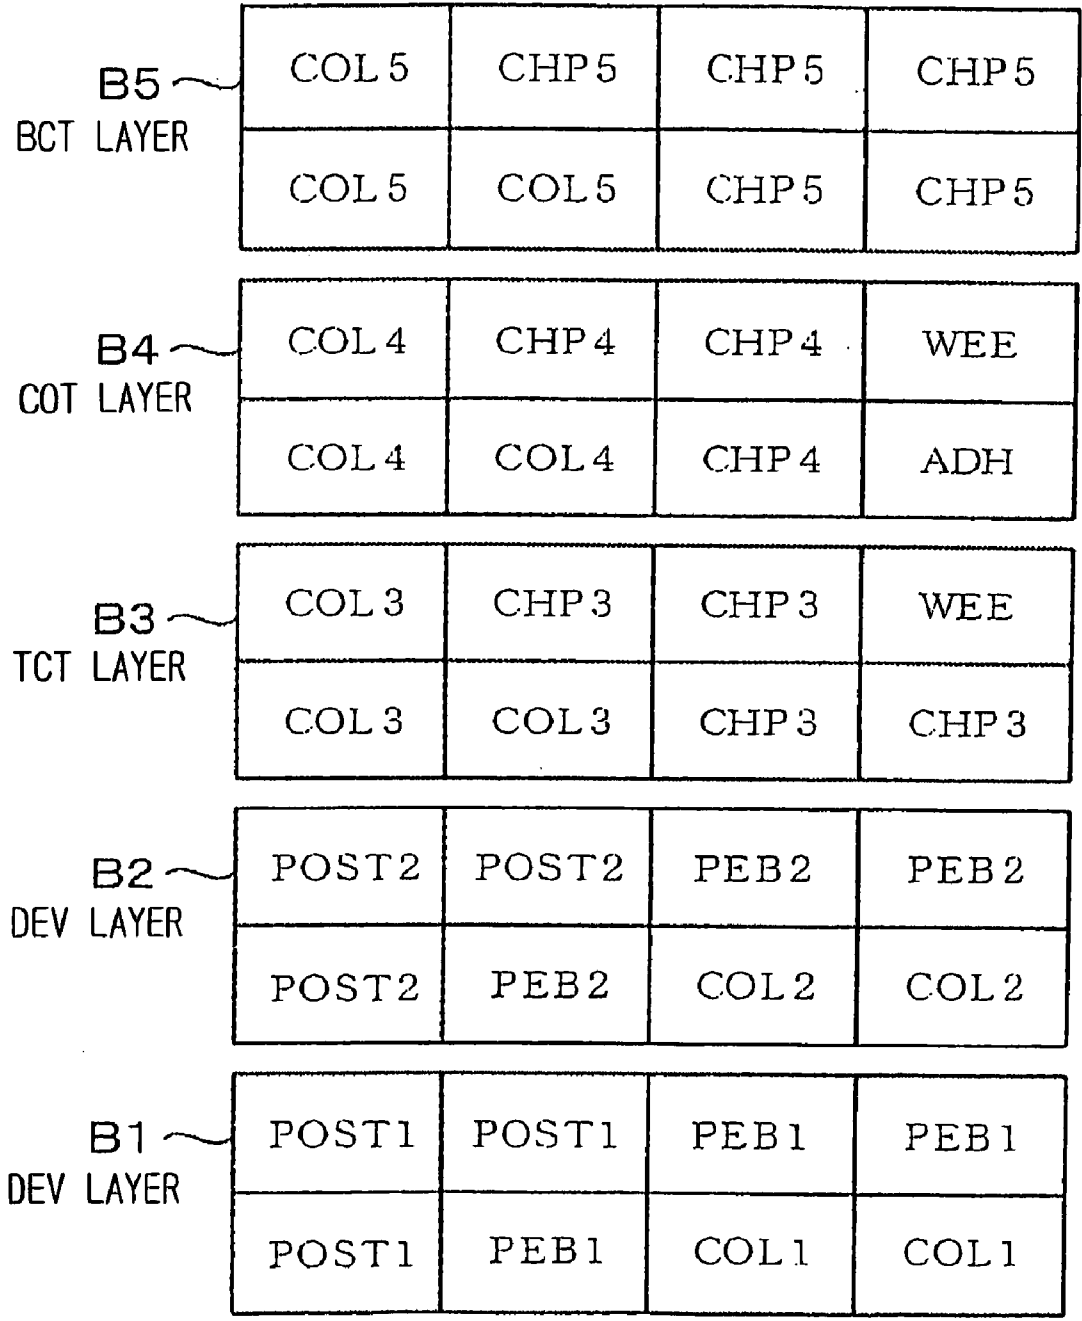 B5
BCT LAYER
COL5 CHP5 CHP5 CHP5
COL5 COL5 CHP5 CHP5
B4
COT LAYER
COL4 CHP4 CHP4 WEE
COL4 COL4 CHP4 ADH
B3
TCT LAYER
COL3 CHP3 CHP3 WEE
COL3 COL3 CHP3 CHP3
B2
DEV LAYER
POST2 POST2 PEB2 PEB2
POST2 PEB2 COL2 COL2
B1
DEV LAYER
POST1 POST1 PEB1 PEB1
POST1 PEB1 COL1 COL1